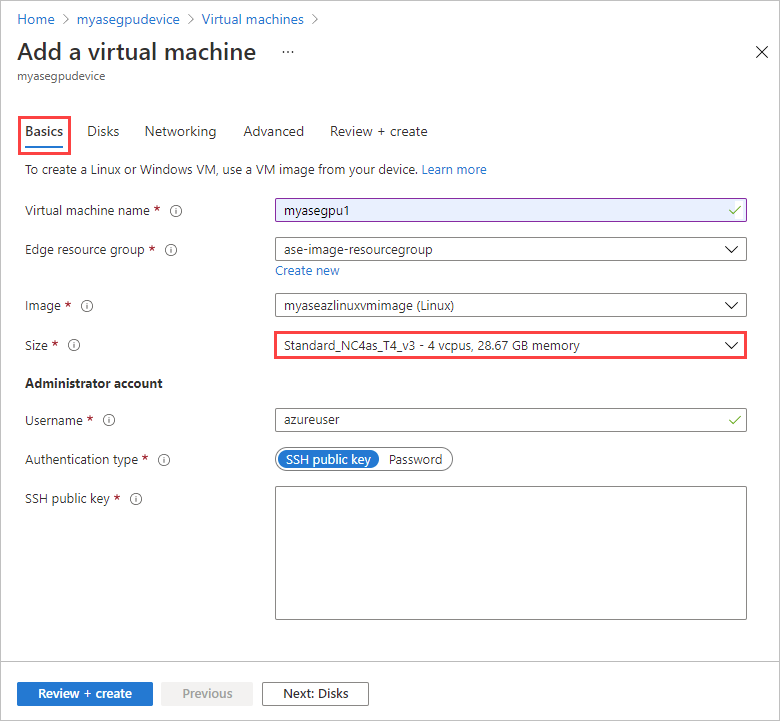 Home > myasegpudevice > Virtual machines >
Add a virtual machine ...
myasegpudevice
Basics Disks Networking Advanced Review + create
To create a Linux or Windows VM, use a VM image from your device. Learn more
Virtual machine name * myasegpu1
Edge resource group * ase-image-resourcegroup
Create new
Image * myaseazlinuxvmimage (Linux)
Size * Standard_NC4as_T4_v3 - 4 vcpus, 28.67 GB memory
Administrator account
Username * azureuser
Authentication type * SSH public key Password
SSH public key *
Review + create Previous Next: Disks